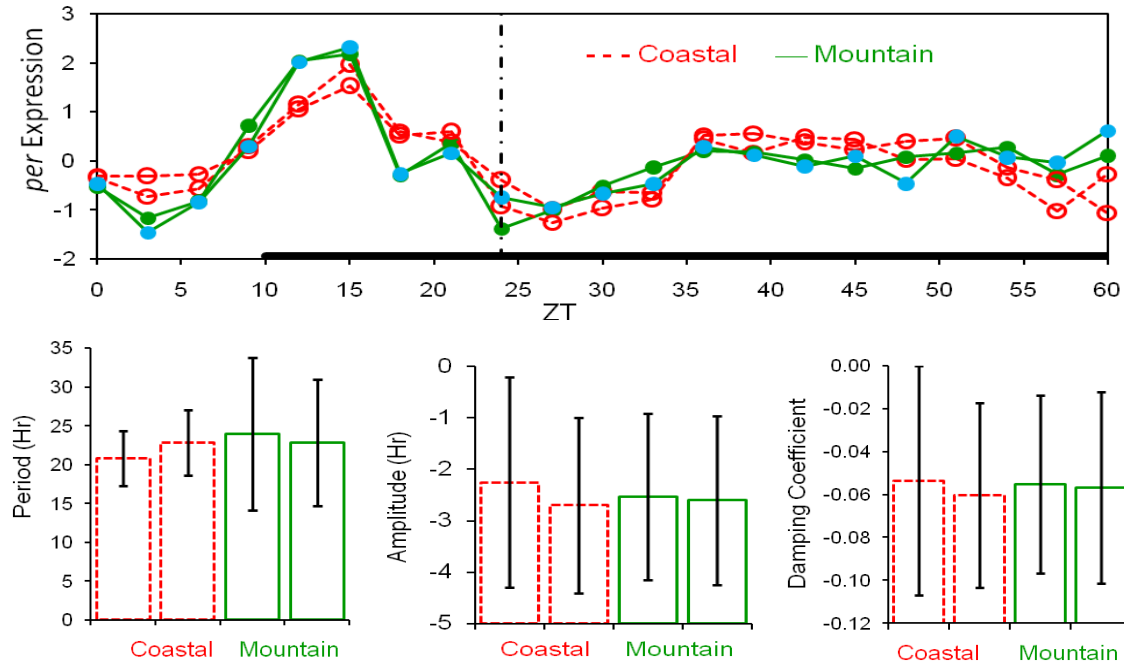 3
2
1
0
-1
-2
per Expression
Coastal
Mountain
0 5 10 15 20 25 30 35 40 45 50 55 60
ZT
35
30
25
20
15
10
5
0
Period (Hr)
Coastal Mountain
0
-1
-2
-3
-4
-5
Amplitude (Hr)
Coastal Mountain
0.00
-0.02
-0.04
-0.06
-0.08
-0.10
-0.12
Damping Coefficient
Coastal Mountain